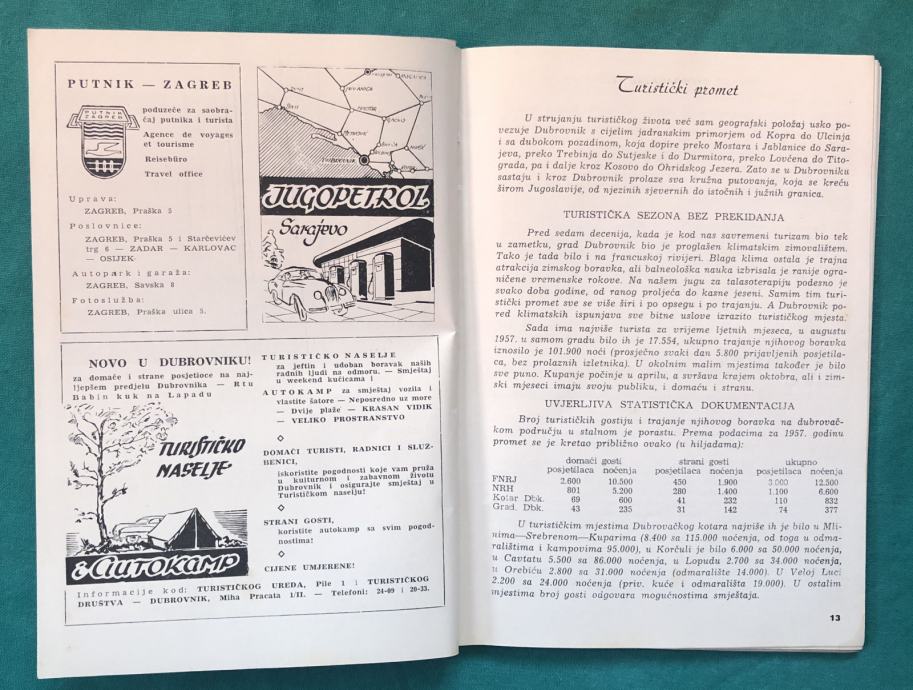 PUTNIK — ZAGREB
PUTNIK
ZAGREB
poduzeće za saobra-
ćaj putnika i turista
Agence de voyages
et tourisme
Reisebüro
Travel office
Uprava:
ZAGREB, Praška 5
Poslovnice:
ZAGREB, Praška 5 i Starčevićev
trg 6 — ZADAR — KARLOVAC
— OSIJEK
Autopark i garaža:
ZAGREB, Savska 8
Fotoslužba:
ZAGREB, Praška ulica 5.
JUGOPETROL
Sarajevo
NOVO U DUBROVNIKU!
za domaće i strane posjetioce na naj-
ljepšem predjelu Dubrovnika — Rtu
Babin kuk na Lapadu
TURISTIČKO
NASELJE
& AUTOKAMP
TURISTIČKO NASELJE
za jeftin i udoban boravak naših
radnih ljudi na odmoru. — Smještaj
u weekend kućicama i
AUTOKAMP za smještaj vozila i
vlastite šatore — Neposredno uz more
— Dvije plaže — KRASAN VIDIK
— VELIKO PROSTRANSTVO
DOMAĆI TURISTI, RADNICI I SLUŽ-
BENICI,
iskoristite pogodnosti koje vam pruža
u kulturnom i zabavnom životu
Dubrovnik i osigurajte smještaj u
Turističkom naselju!
STRANI GOSTI,
koristite autokamp sa svim pogod-
nostima!
CIJENE UMJERENE!
Informacije kod: TURISTIČKOG UREDA, Pile 1 i TURISTIČKOG
DRUSTVA — DUBROVNIK, Miha Pracata 1/II. — Telefoni: 24-09 i 20-33.
Turistički promet
U strujanju turističkog života već sam geografski položaj usko po-
vezuje Dubrovnik s cijelim jadranskim primorjem od Kopra do Ulcinja
i sa dubokom pozadinom, koja dopire preko Mostara i Jablanice do Sara-
jeva, preko Trebinja do Sutjeske i do Durmitora, preko Lovćena do Tito-
grada, pa i dalje kroz Kosovo do Ohridskog Jezera. Zato se u Dubrovniku
sastaju i kroz Dubrovnik prolaze sva kružna putovanja, koja se kreću
širom Jugoslavije, od njezinih sjevernih do istočnih i južnih granica.
TURISTIČKA SEZONA BEZ PREKIDANJA
Pred sedam decenija, kada je kod nas savremeni turizam bio tek
u zametku, grad Dubrovnik bio je proglašen klimatskim zimovalištem.
Tako je tada bilo i na francuskoj rivijeri. Blaga klima ostala je trajna
atrakcija zimskog boravka, ali balneološka nauka izbrisala je ranije ogra-
ničene vremenske rokove. Na našem jugu za talasoterapiju podesno je
svako doba godine, od ranog proljeća do kasne jeseni. Samim tim turi-
stički promet sve se više širi i po opsegu i po trajanju. A Dubrovnik po-
red klimatskih ispunjava sve bitne uslove izrazito turističkog mjesta.
Sada ima najviše turista za vrijeme ljetnih mjeseca, u augustu
1957. u samom gradu bilo ih je 17.554, ukupno trajanje njihovog boravka
iznosilo je 101.900 noći (prosječno svaki dan 5.800 prijavljenih posjetila-
ca, bez prolaznih izletnika). U okolnim malim mjestima također je bilo
sve puno. Kupanje počinje u aprilu, a svršava krajem oktobra, ali i zim-
ski mjeseci imaju svoju publiku, i domaću i stranu.
UVJERLJIVA STATISTIČKA DOKUMENTACIJA
Broj turističkih gostiju i trajanje njihovog boravka na dubrovač-
kom području u stalnom je porastu. Prema podacima za 1957. godinu
promet se je kretao približno ovako (u hiljadama):
domaći gosti strani gosti ukupno
posjetilaca noćenja posjetilaca noćenja posjetilaca noćenja
FNRJ 2.600 10.500 450 1.900 3.000 12.500
NRH 801 5.200 280 1.400 1.100 6.600
Kotar Dbk. 69 600 41 232 110 832
Grad. Dbk. 43 235 31 142 74 377
U turističkim mjestima Dubrovačkog kotara najviše ih je bilo u Mli-
nima—Srebrenom—Kuparima (8.400 sa 115.000 noćenja, od toga u odma-
ralištima i kampovima 95.000), u Korčuli je bilo 6.000 sa 50.000 noćenja,
u Cavtatu 5.500 sa 86.000 noćenja, u Lopudu 2.700 sa 34.000 noćenja,
u Orebiću 2.800 sa 31.000 noćenja (odmaralište 14.000). U Veloj Luci
2.200 sa 24.000 noćenja (priv. kuće i odmarališta 19.000). U ostalim
mjestima broj gosti odgovara mogućnostima smještaja.
13